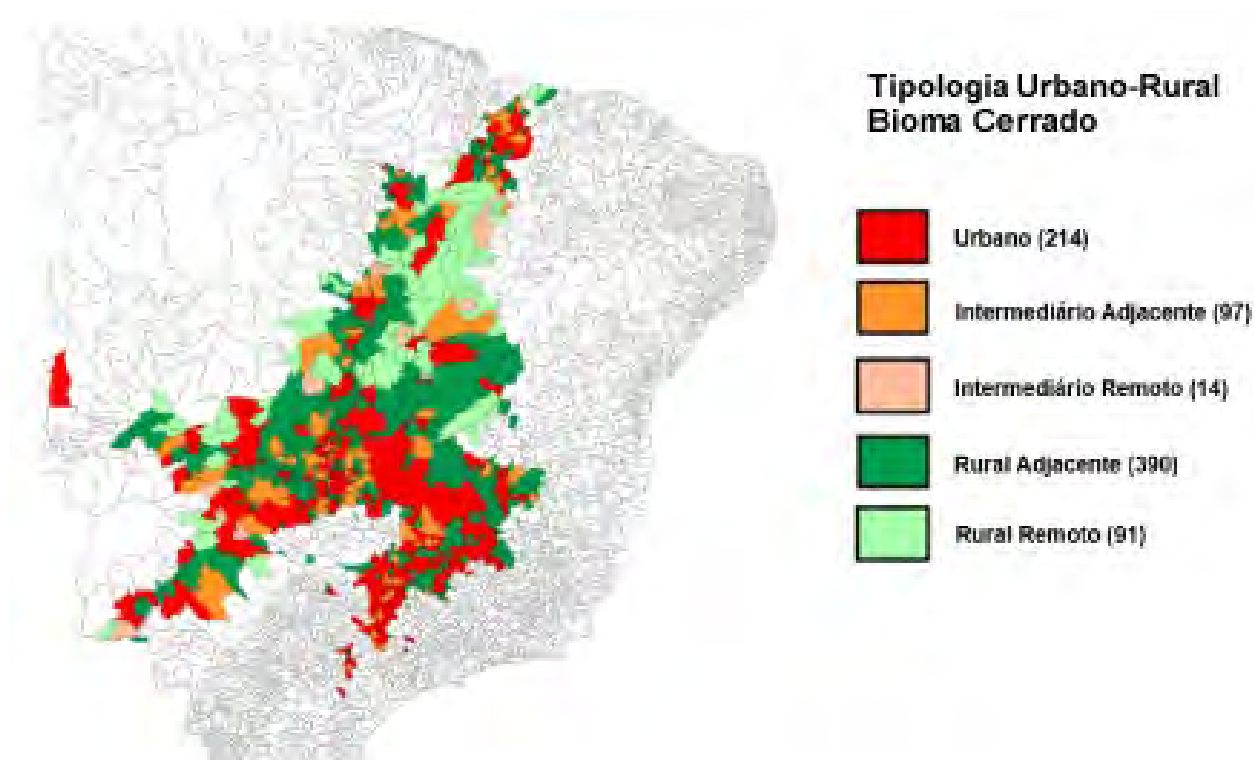 Tipologia Urbano-Rural
Bioma Cerrado
Urbano (214)
Intermediário Adjacente (97)
Intermediário Remoto (14)
Rural Adjacente (390)
Rural Remoto (91)